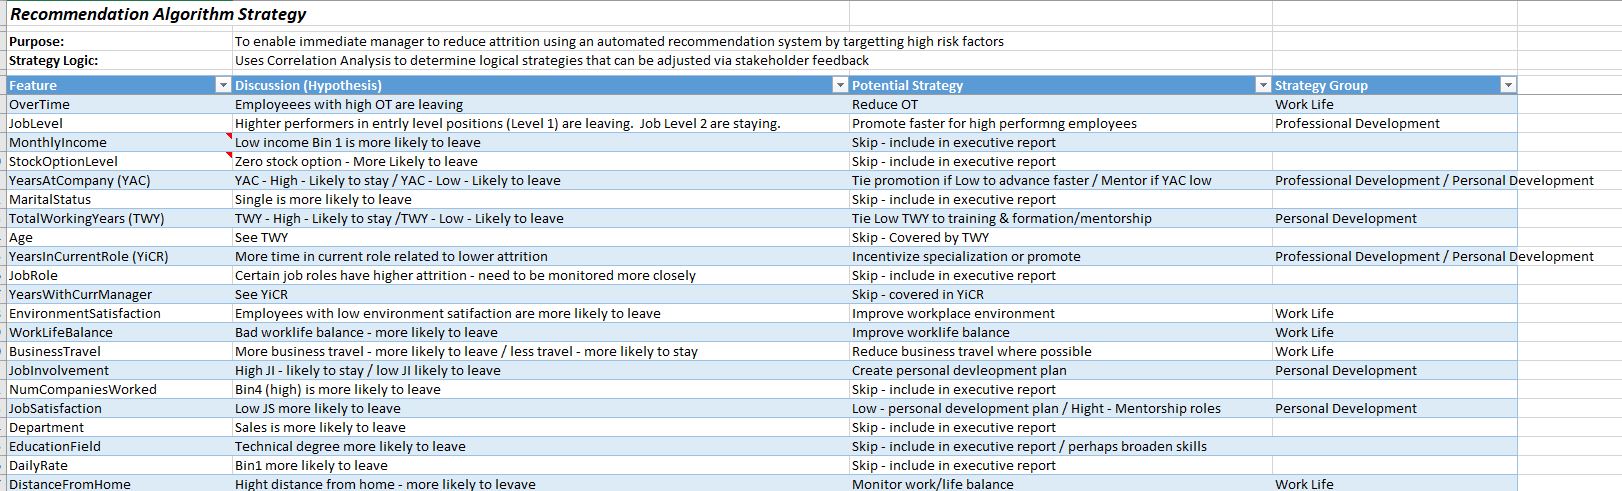 Recommendation Algorithm Strategy
Purpose: To enable immediate manager to reduce attrition using an automated recommendation system by targetting high risk factors
Strategy Logic: Uses Correlation Analysis to determine logical strategies that can be adjusted via stakeholder feedback
Feature Discussion (Hypothesis) Potential Strategy Strategy Group
OverTime Employeees with high OT are leaving Reduce OT Work Life
JobLevel Highter performers in entrly level positions (Level 1) are leaving. Job Level 2 are staying. Promote faster for high performng employees Professional Development
MonthlyIncome Low income Bin 1 is more likely to leave Skip - include in executive report
StockOptionLevel Zero stock option - More Likely to leave Skip - include in executive report
YearsAtCompany (YAC) YAC - High - Likely to stay / YAC - Low - Likely to leave Tie promotion if Low to advance faster / Mentor if YAC low Professional Development / Personal Development
MaritalStatus Single is more likely to leave Skip - include in executive report
TotalWorkingYears (TWY) TWY - High - Likely to stay /TWY - Low - Likely to leave Tie Low TWY to training & formation/mentorship Personal Development
Age See TWY Skip - Covered by TWY
YearsInCurrentRole (YiCR) More time in current role related to lower attrition Incentivize specialization or promote Professional Development / Personal Development
JobRole Certain job roles have higher attrition - need to be monitored more closely Skip - include in executive report
YearsWithCurrManager See YiCR Skip - covered in YiCR
EnvironmentSatisfaction Employees with low environment satifaction are more likely to leave Improve workplace environment Work Life
WorkLifeBalance Bad worklife balance - more likely to leave Improve worklife balance Work Life
BusinessTravel More business travel - more likely to leave / less travel - more likely to stay Reduce business travel where possible Work Life
JobInvolvement High JI - likely to stay / low JI likely to leave Create personal devleopment plan Personal Development
NumCompaniesWorked Bin4 (high) is more likely to leave Skip - include in executive report
JobSatisfaction Low JS more likely to leave Low - personal development plan / Hight - Mentorship roles Personal Development
Department Sales is more likely to leave Skip - include in executive report
EducationField Technical degree more likely to leave Skip - include in executive report / perhaps broaden skills
DailyRate Bin1 more likely to leave Skip - include in executive report
DistanceFromHome Hight distance from home - more likely to levave Monitor work/life balance Work Life